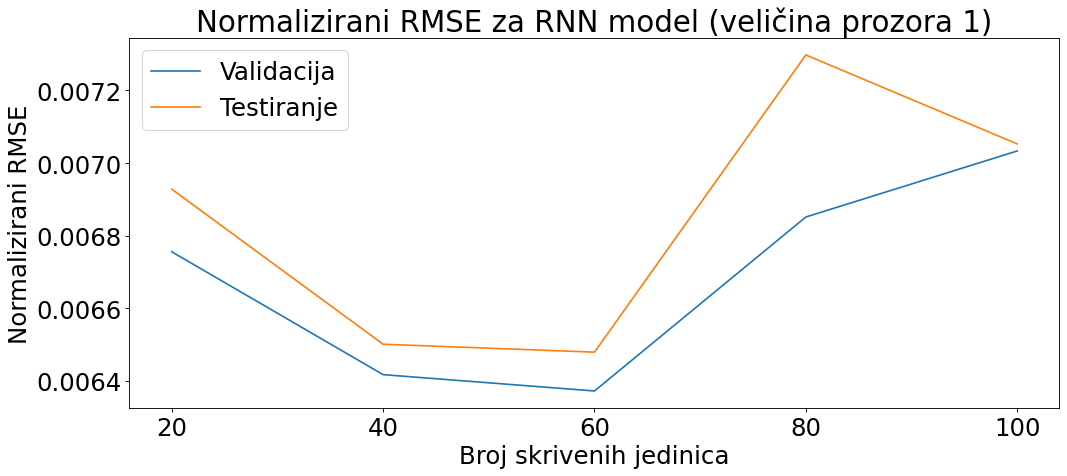 Normalizirani RMSE za RNN model (veličina prozora 1)
Validacija
Testiranje
Normalizirani RMSE
0.0072
0.0070
0.0068
0.0066
0.0064
20 40 60 80 100
Broj skrivenih jedinica